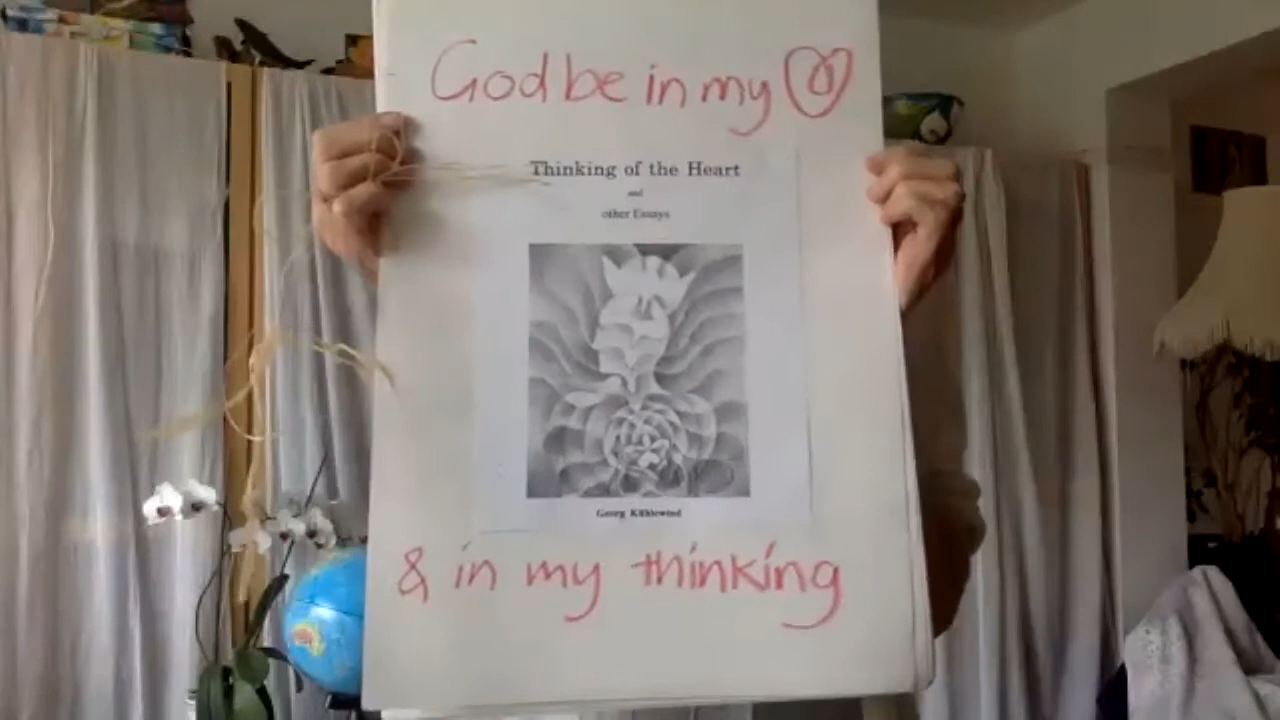 God be in my
Thinking of the Heart
and
other Essays
Georg Kühlewind
& in my thinking